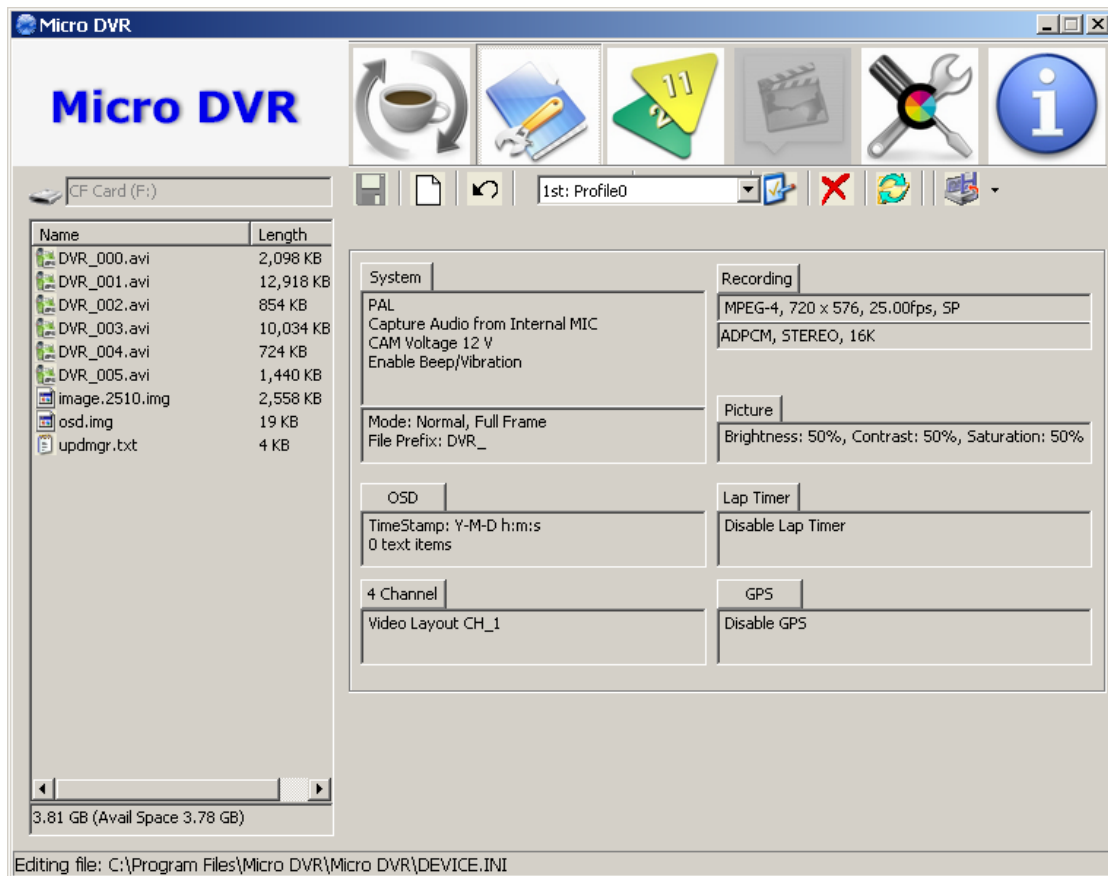 Micro DVR
Micro DVR
11
2
CF Card (F:)
1st: Profile0
Name Length
DVR_000.avi 2,098 KB
DVR_001.avi 12,918 KB
DVR_002.avi 854 KB
DVR_003.avi 10,034 KB
DVR_004.avi 724 KB
DVR_005.avi 1,440 KB
image.2510.img 2,558 KB
osd.img 19 KB
updmgr.txt 4 KB
3.81 GB (Avail Space 3.78 GB)
System
PAL
Capture Audio from Internal MIC
CAM Voltage 12 V
Enable Beep/Vibration
Mode: Normal, Full Frame
File Prefix: DVR_
Recording
MPEG-4, 720 x 576, 25.00fps, SP
ADPCM, STEREO, 16K
Picture
Brightness: 50%, Contrast: 50%, Saturation: 50%
OSD
TimeStamp: Y-M-D h:m:s
0 text items
Lap Timer
Disable Lap Timer
4 Channel
Video Layout CH_1
GPS
Disable GPS
Editing file: C:\Program Files\Micro DVR\Micro DVR\DEVICE.INI